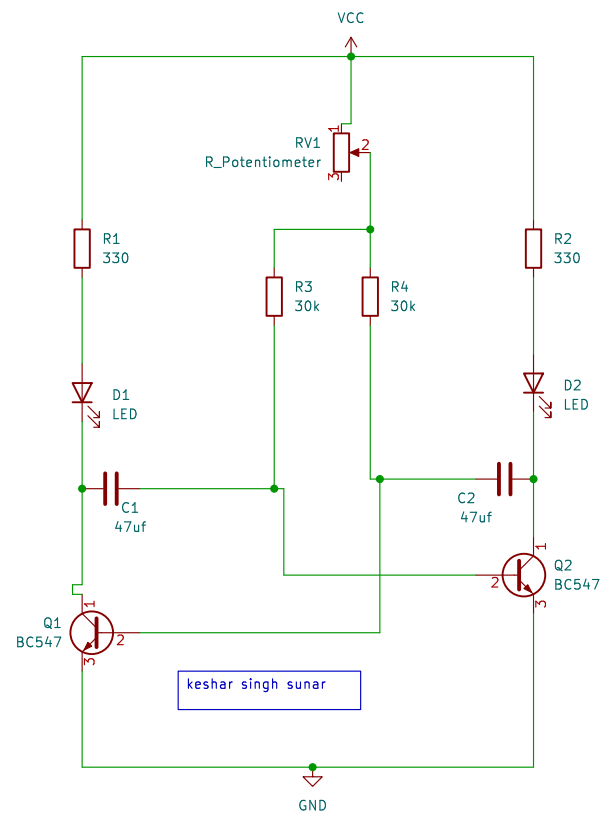 VCC
1
RV1
2
R_Potentiometer
3
R1
330
R2
330
R3
30k
R4
30k
D1
LED
D2
LED
C1
47uf
C2
47uf
1
Q2
2
BC547
3
1
Q1
2
BC547
3
keshar singh sunar
GND